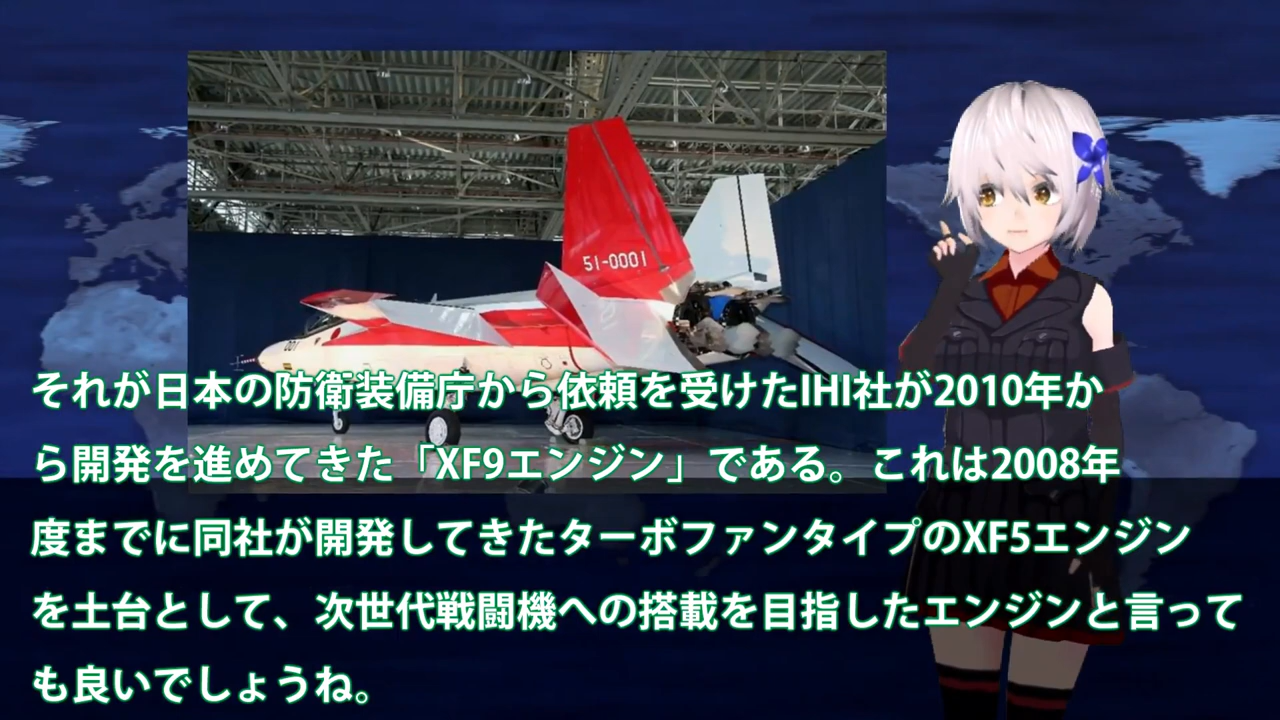 51-0001
001
それが日本の防衛装備庁から依頼を受けたIHI社が2010年か
ら開発を進めてきた「XF9エンジン」である。これは2008年
度までに同社が開発してきたターボファンタイプのXF5エンジン
を土台として、次世代戦闘機への搭載を目指したエンジンと言って
も良いでしょうね。